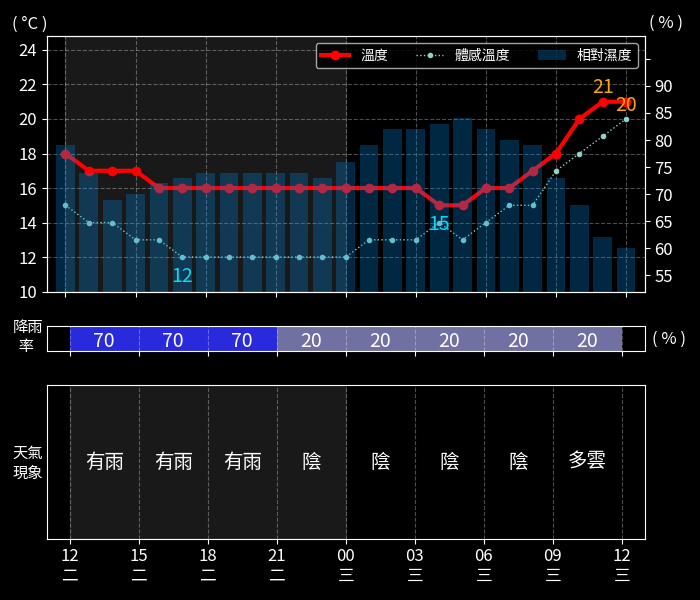 ( °C )
( % )
溫度 體感溫度 相對濕度
24
22
20
18
16
14
12
10
90
85
80
75
70
65
60
55
21
20
15
12
降雨
率
70 70 70 20 20 20 20 20
( % )
天氣
現象
有雨 有雨 有雨 陰 陰 陰 陰 多雲
12 15 18 21 00 03 06 09 12
二 二 二 二 三 三 三 三 三